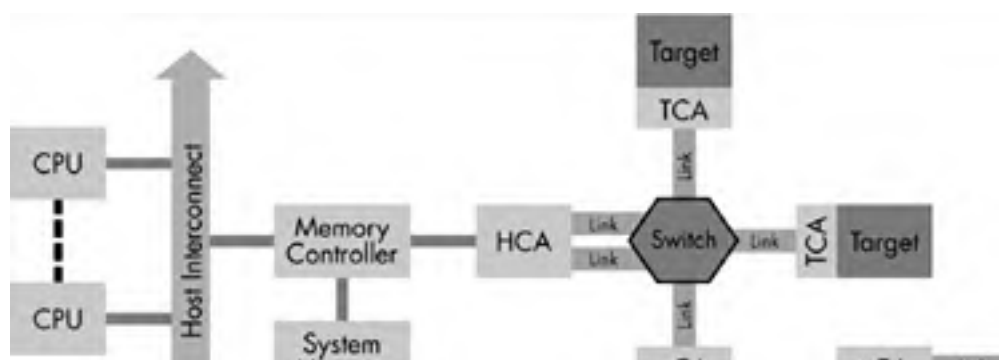 Target
TCA
CPU
Host Interconnect
Link
Memory
Controller
HCA
Link
Link
Switch
Link
TCA
Target
CPU
Link
System